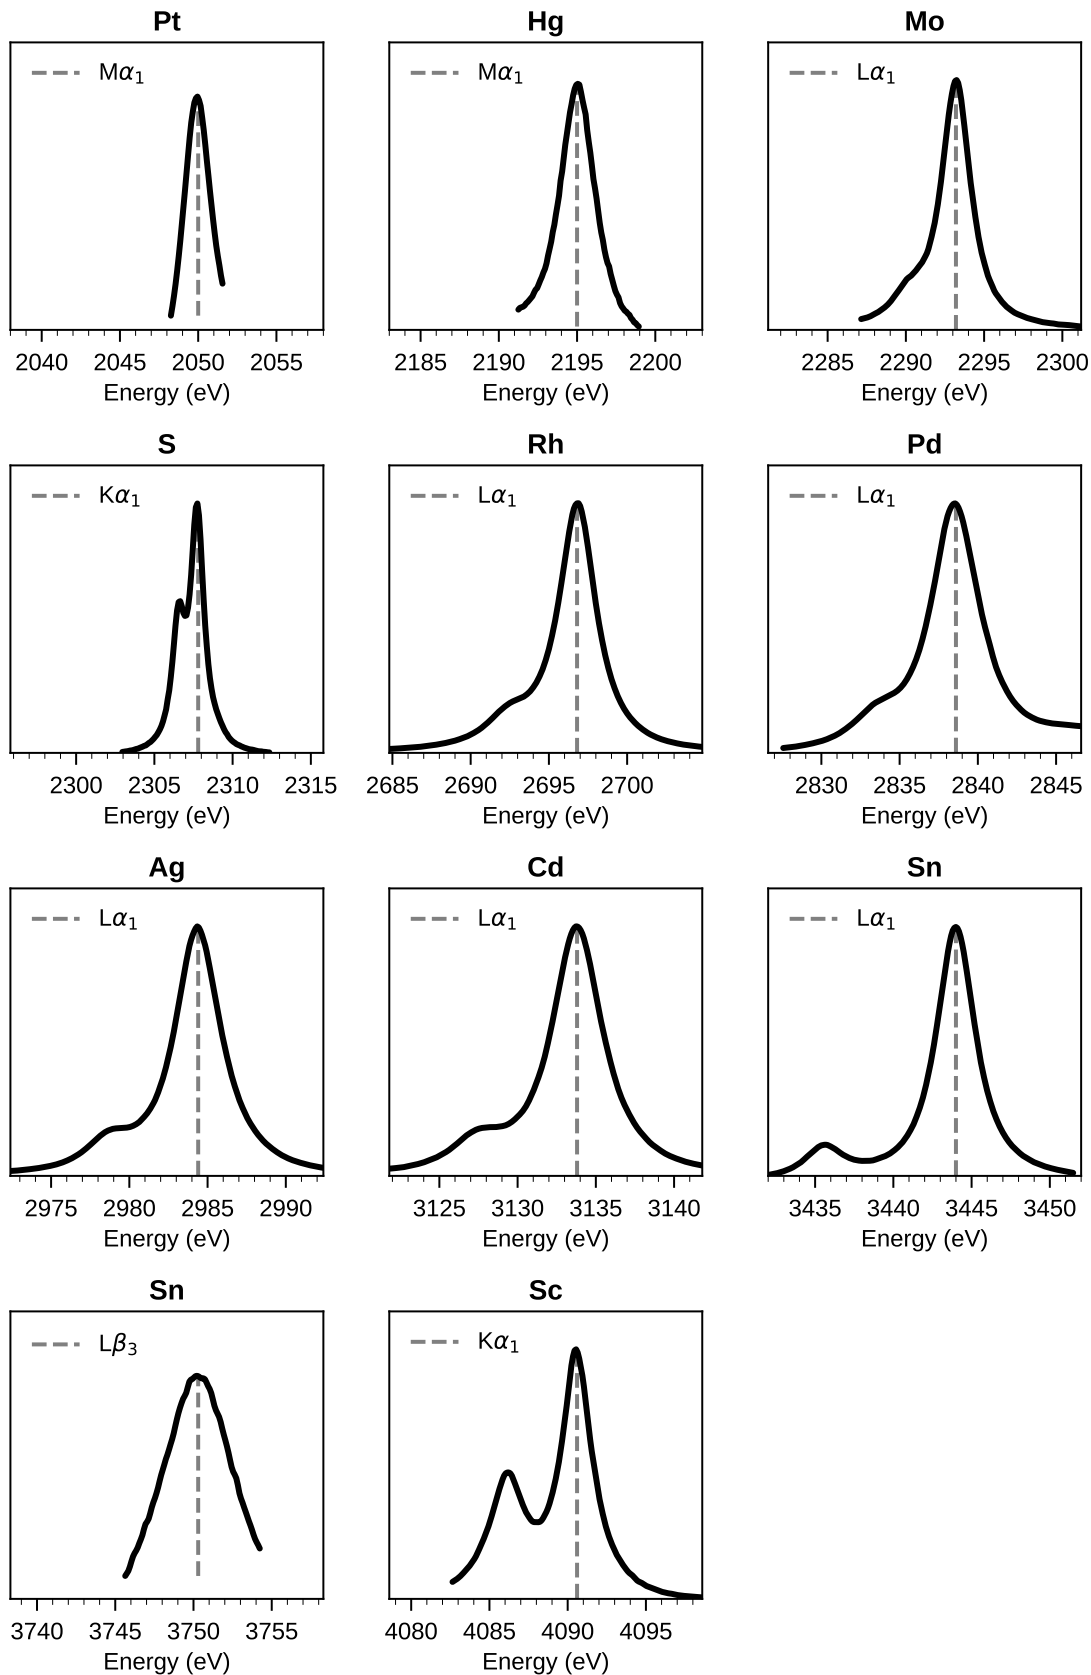 Pt
Mα₁
2040 2045 2050 2055
Energy (eV)
Hg
Mα₁
2185 2190 2195 2200
Energy (eV)
Mo
Lα₁
2285 2290 2295 2300
Energy (eV)
S
Kα₁
2300 2305 2310 2315
Energy (eV)
Rh
Lα₁
2685 2690 2695 2700
Energy (eV)
Pd
Lα₁
2830 2835 2840 2845
Energy (eV)
Ag
Lα₁
2975 2980 2985 2990
Energy (eV)
Cd
Lα₁
3125 3130 3135 3140
Energy (eV)
Sn
Lα₁
3435 3440 3445 3450
Energy (eV)
Sn
Lβ₃
3740 3745 3750 3755
Energy (eV)
Sc
Kα₁
4080 4085 4090 4095
Energy (eV)